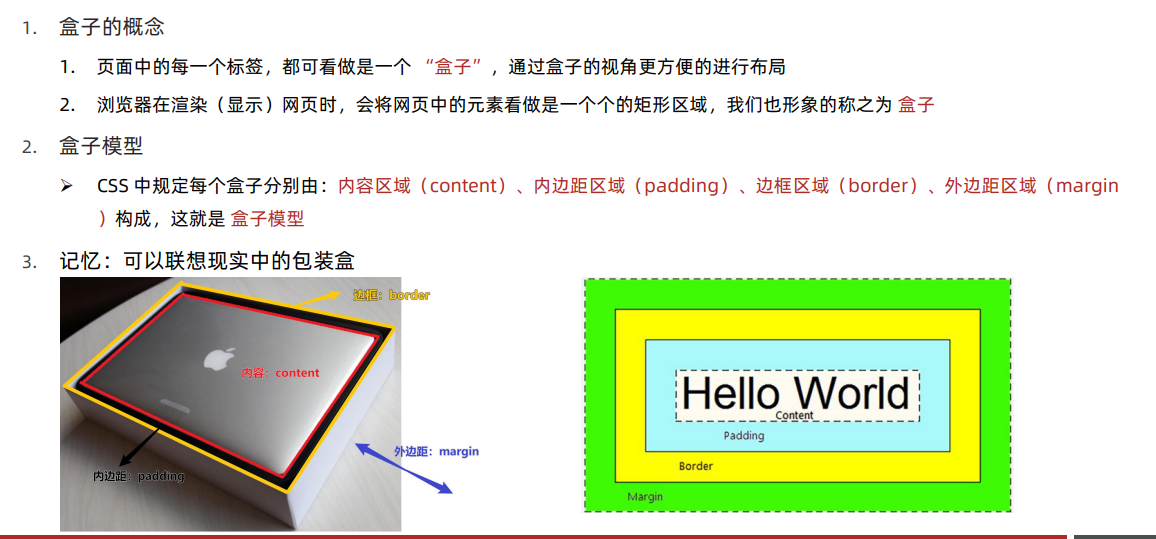 1. 盒子的概念
1. 页面中的每一个标签，都可看做是一个 “盒子”，通过盒子的视角更方便的进行布局
2. 浏览器在渲染（显示）网页时，会将网页中的元素看做是一个个的矩形区域，我们也形象的称之为 盒子
2. 盒子模型
➢ CSS 中规定每个盒子分别由：内容区域（content）、内边距区域（padding）、边框区域（border）、外边距区域（margin
）构成，这就是 盒子模型
3. 记忆：可以联想现实中的包装盒
边框：border
内容：content
外边距：margin
内边距：padding
Hello World
Content
Padding
Border
Margin